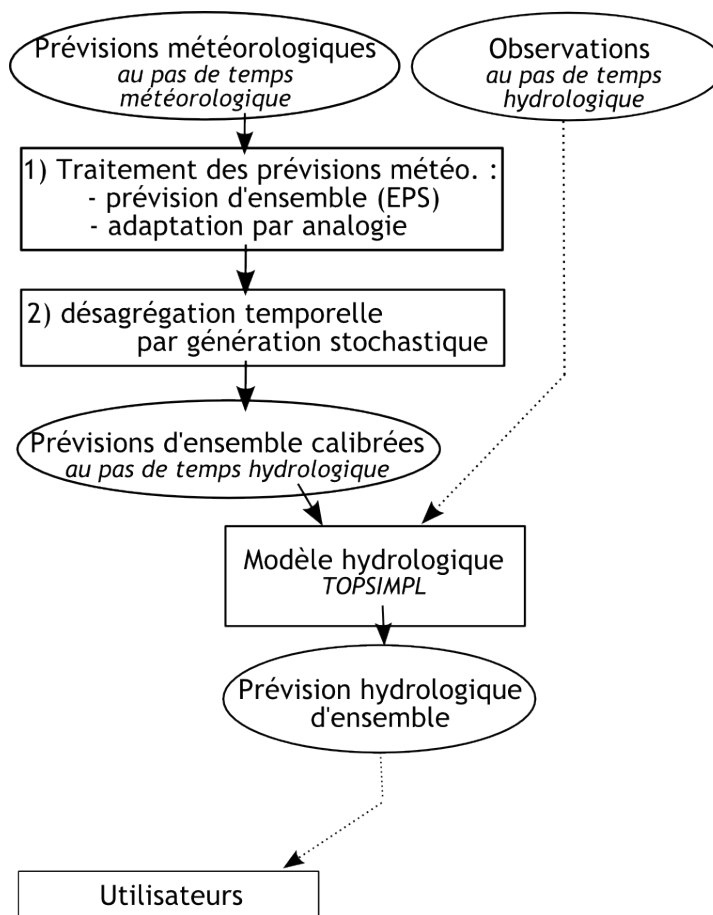 Prévisions météorologiques
au pas de temps
météorologique
Observations
au pas de temps
hydrologique
1) Traitement des prévisions météo. :
- prévision d'ensemble (EPS)
- adaptation par analogie
2) désagrégation temporelle
par génération stochastique
Prévisions d'ensemble calibrées
au pas de temps hydrologique
Modèle hydrologique
TOPSIMPL
Prévision hydrologique
d'ensemble
Utilisateurs